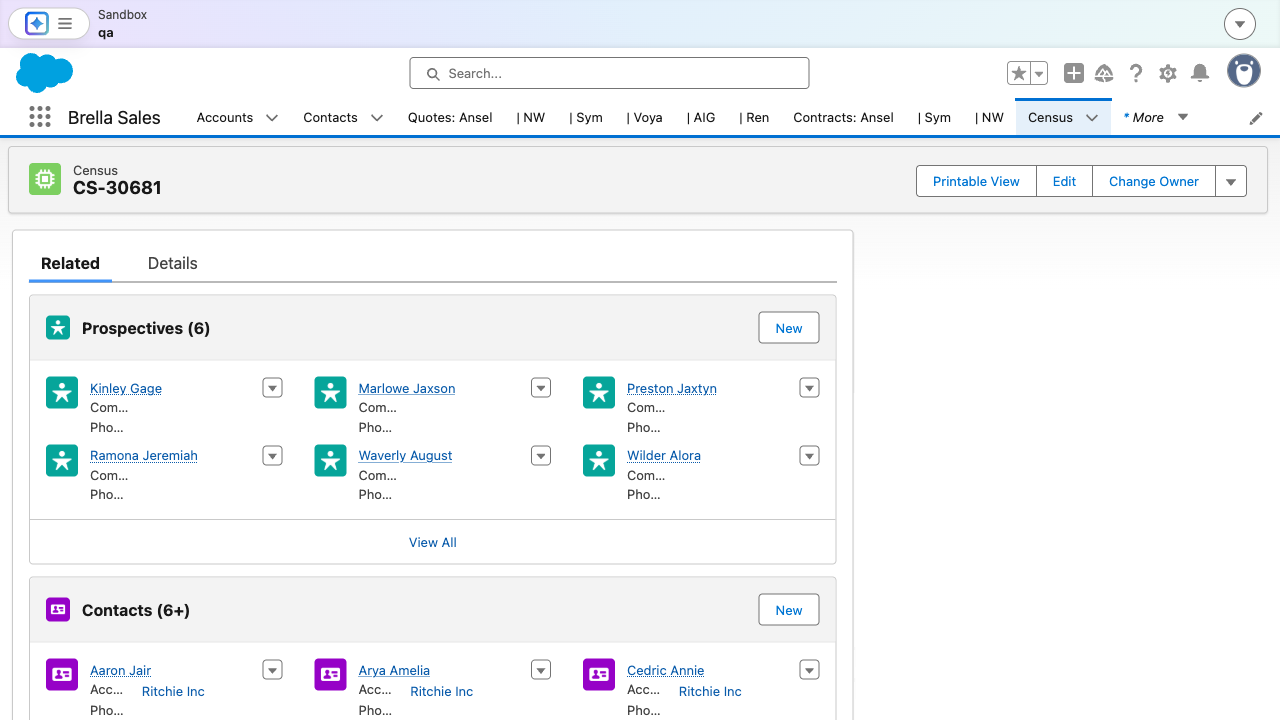 Sandbox
qa
Search...
Brella Sales
Accounts
Contacts
Quotes: Ansel
| NW
| Sym
| Voya
| AIG
| Ren
Contracts: Ansel
| Sym
| NW
Census
* More
Census
CS-30681
Printable View
Edit
Change Owner
Related
Details
Prospectives (6)
New
Kinley Gage
Com...
Pho...
Marlowe Jaxson
Com...
Pho...
Preston Jaxtyn
Com...
Pho...
Ramona Jeremiah
Com...
Pho...
Waverly August
Com...
Pho...
Wilder Alora
Com...
Pho...
View All
Contacts (6+)
New
Aaron Jair
Acc... Ritchie Inc
Pho...
Arya Amelia
Acc... Ritchie Inc
Pho...
Cedric Annie
Acc... Ritchie Inc
Pho...